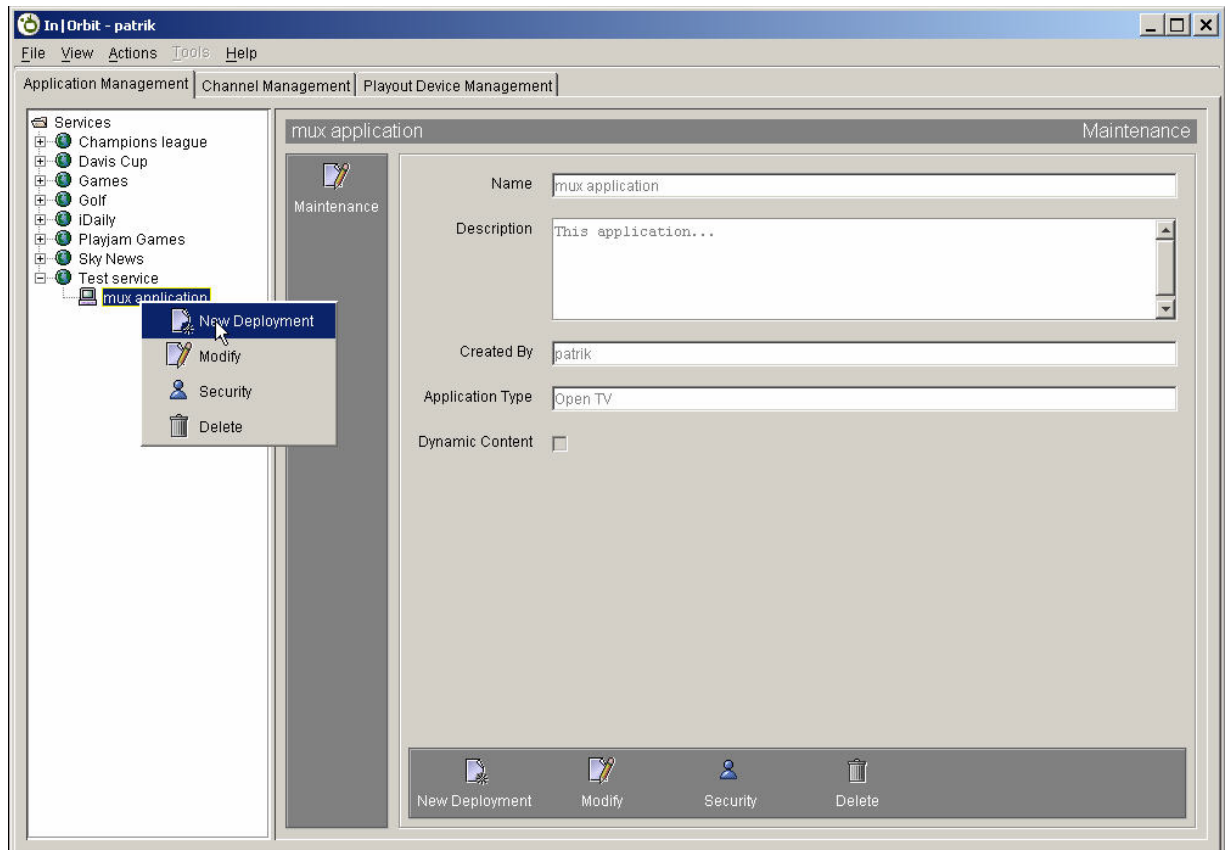 In|Orbit - patrik
File View Actions Tools Help
Application Management Channel Management Playout Device Management
Services
Champions league
Davis Cup
Games
Golf
iDaily
Playjam Games
Sky News
Test service
mux application
New Deployment
Modify
Security
Delete
mux application Maintenance
Maintenance
Name mux application
Description This application...
Created By patrik
Application Type Open TV
Dynamic Content
New Deployment Modify Security Delete